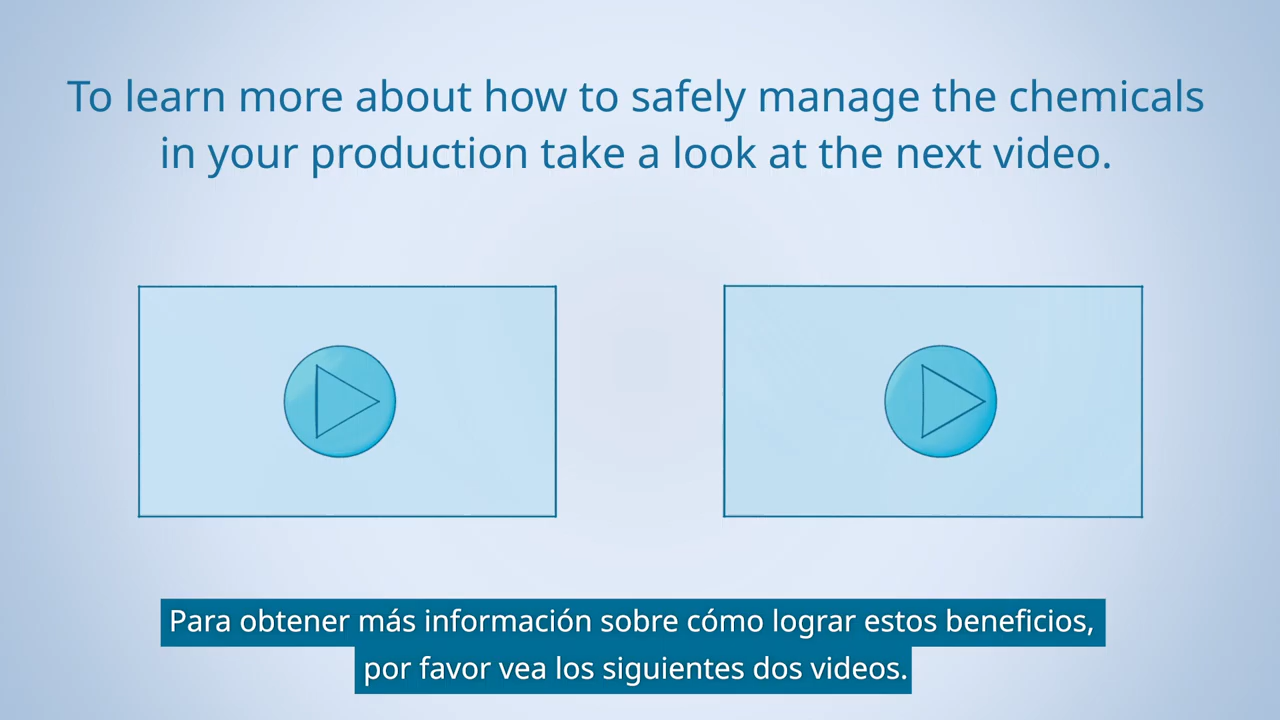 To learn more about how to safely manage the chemicals
in your production take a look at the next video.
Para obtener más información sobre cómo lograr estos beneficios,
por favor vea los siguientes dos videos.